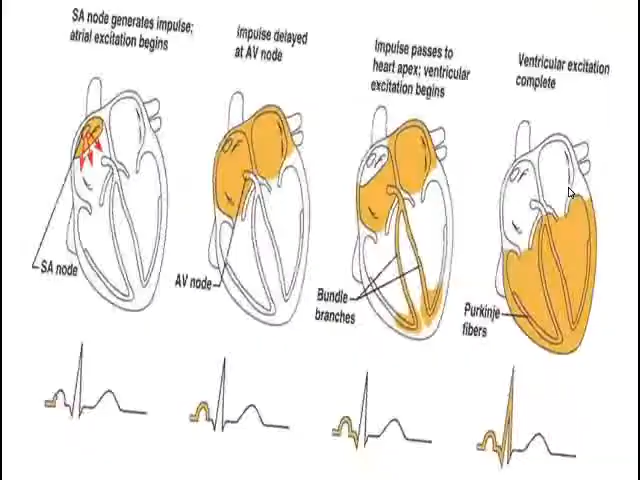 SA node generates impulse;
atrial excitation begins
Impulse delayed
at AV node
Impulse passes to
heart apex; ventricular
excitation begins
Ventricular excitation
complete
SA node
AV node
Bundle
branches
Purkinje
fibers